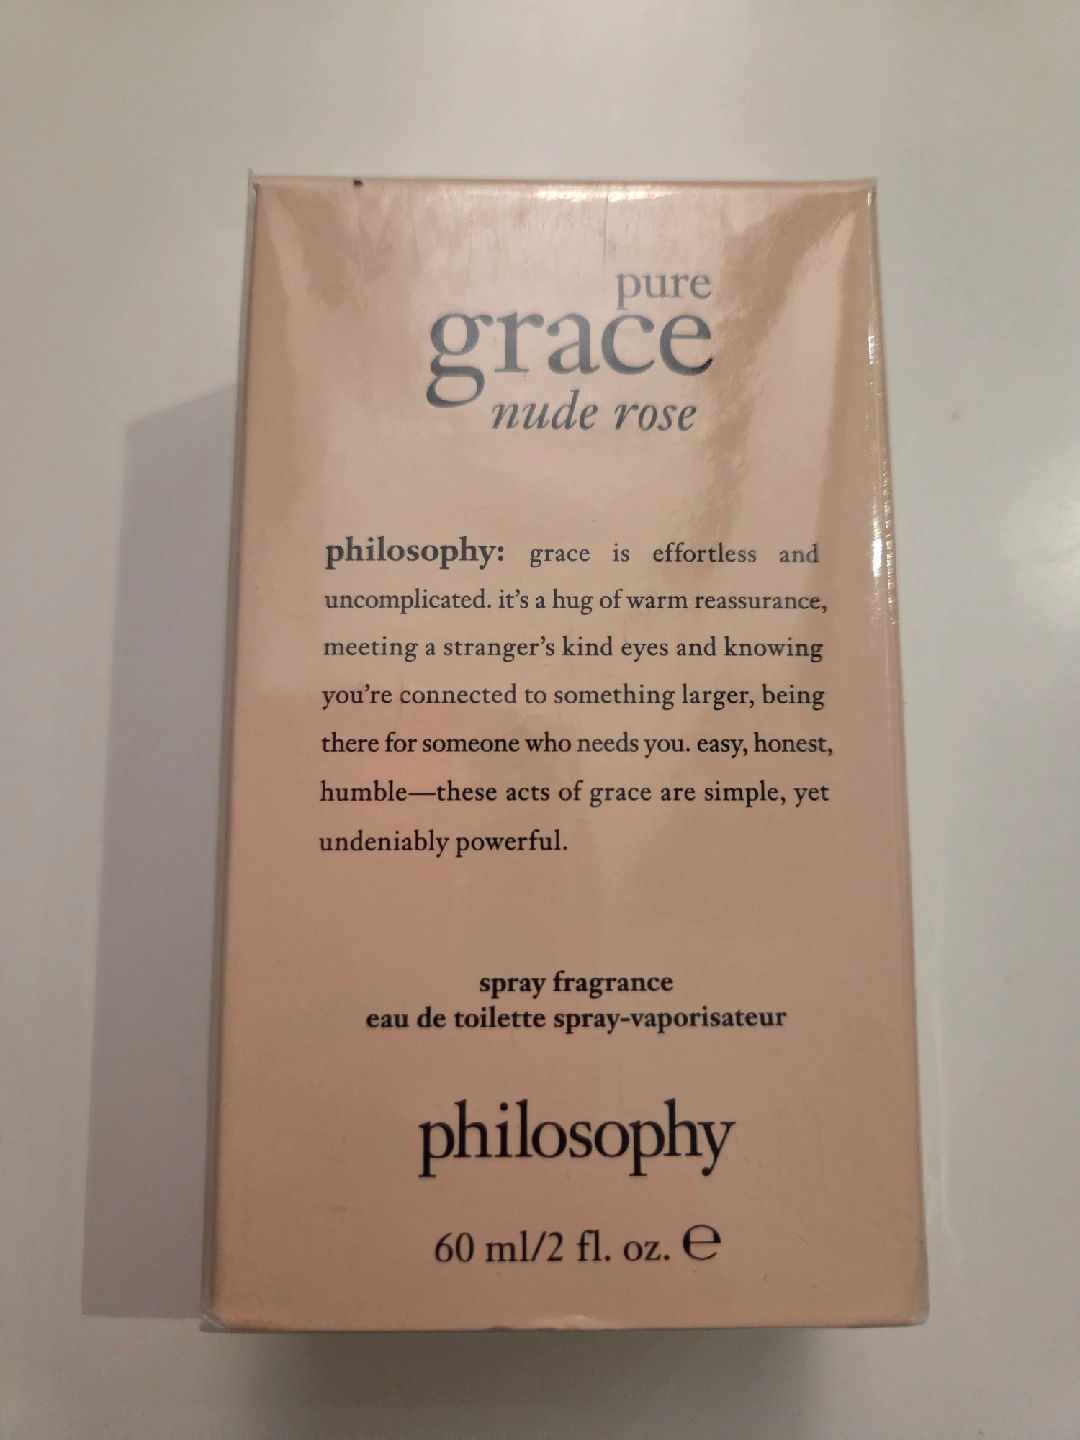 pure
grace
nude rose
philosophy: grace is effortless and
uncomplicated. it's a hug of warm reassurance,
meeting a stranger's kind eyes and knowing
you're connected to something larger, being
there for someone who needs you. easy, honest,
humble—these acts of grace are simple, yet
undeniably powerful.
spray fragrance
eau de toilette spray-vaporisateur
philosophy
60 ml/2 fl. oz. ℮